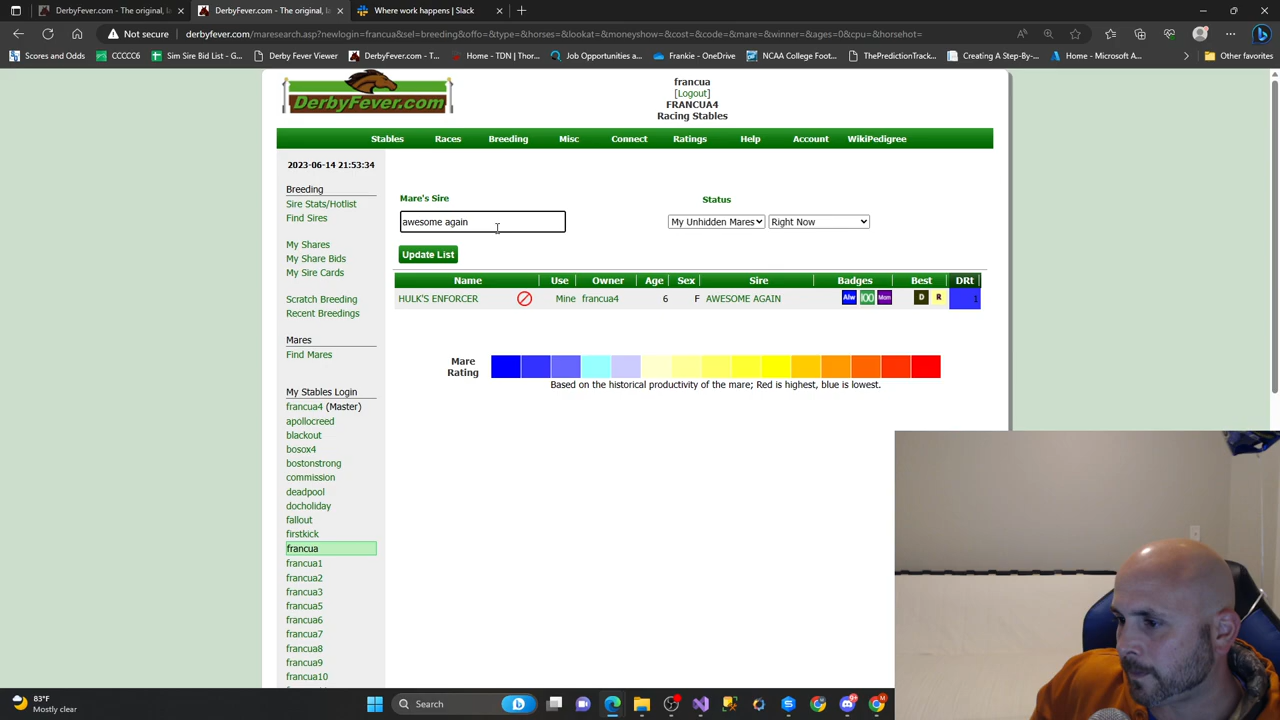 DerbyFever.com - The original, l
DerbyFever.com - The original, l
Where work happens | Slack
Not secure
derbyfever.com/maresearch.asp?newlogin=francua&sel=breeding&offo=&type=&horses=&lookat=&moneyshow=&cost=&code=&mare=&winner=&ages=0&cpu=&horsehot=
Scores and Odds
CCCCC6
Sim Sire Bid List - G...
Derby Fever Viewer
DerbyFever.com - T...
Home - TDN | Thor...
Job Opportunities a...
Frankie - OneDrive
NCAA College Foot...
ThePredictionTrack...
Creating A Step-By-...
Home - Microsoft A...
Other favorites
DerbyFever.com
francua
[Logout]
FRANCUA4
Racing Stables
Stables Races Breeding Misc Connect Ratings Help Account WikiPedigree
2023-06-14 21:53:34
Breeding
Sire Stats/Hotlist
Find Sires
My Shares
My Share Bids
My Sire Cards
Scratch Breeding
Recent Breedings
Mares
Find Mares
My Stables Login
francua4 (Master)
apollocreed
blackout
bosox4
bostonstrong
commission
deadpool
docholiday
fallout
firstkick
francua
francua1
francua2
francua3
francua5
francua6
francua7
francua8
francua9
francua10
Mare's Sire
Status
awesome again
My Unhidden Mares
Right Now
Update List
Name Use Owner Age Sex Sire Badges Best DRt
HULK'S ENFORCER Mine francua4 6 F AWESOME AGAIN Alw 100 Mom D R 1
Mare
Rating
Based on the historical productivity of the mare; Red is highest, blue is lowest.
83°F
Mostly clear
Search